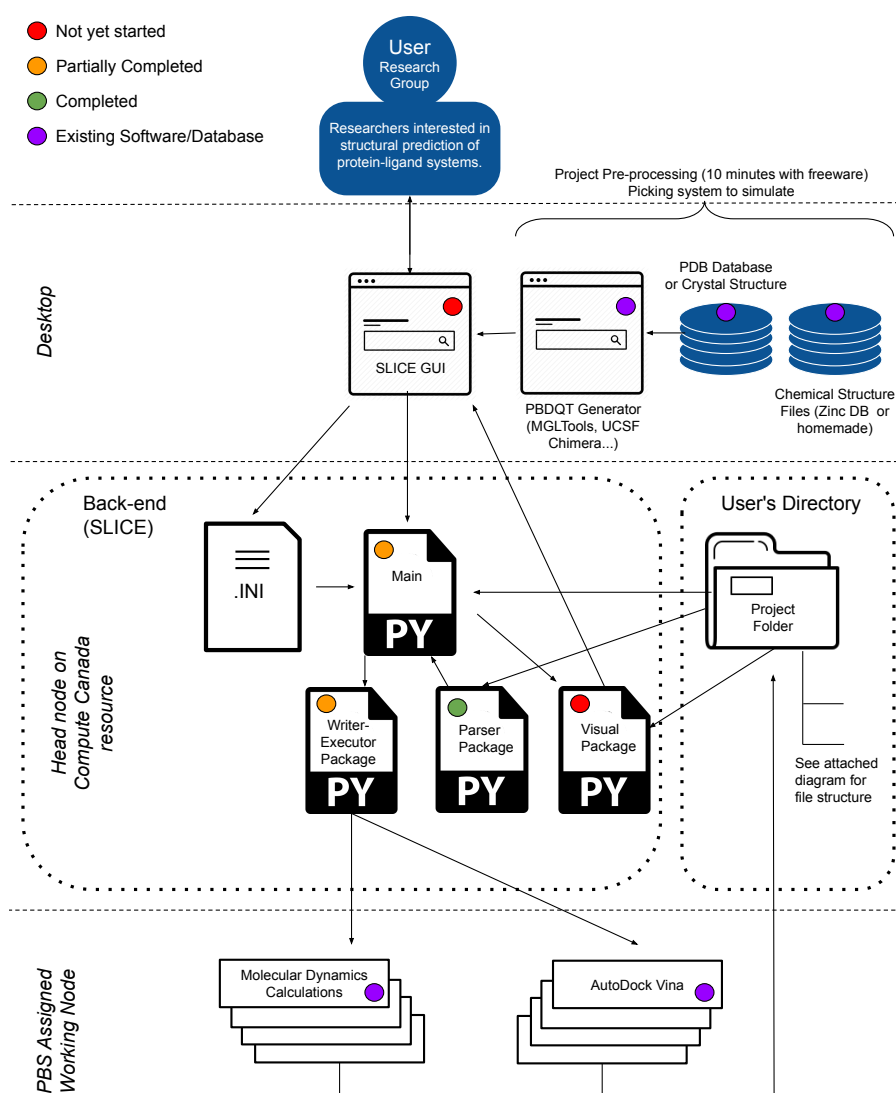 Not yet started
Partially Completed
Completed
Existing Software/Database
User
Research
Group
Researchers interested in
structural prediction of
protein-ligand systems.
Project Pre-processing (10 minutes with freeware)
Picking system to simulate
Desktop
SLICE GUI
PBDQT Generator
(MGLTools, UCSF
Chimera...)
PDB Database
or Crystal Structure
Chemical Structure
Files (Zinc DB or
homemade)
Head node on
Compute Canada
resource
Back-end
(SLICE)
.INI
Main
PY
Writer-
Executor
Package
PY
Parser
Package
PY
Visual
Package
PY
User's Directory
Project
Folder
See attached
diagram for
file structure
PBS Assigned
Working Node
Molecular Dynamics
Calculations
AutoDock Vina